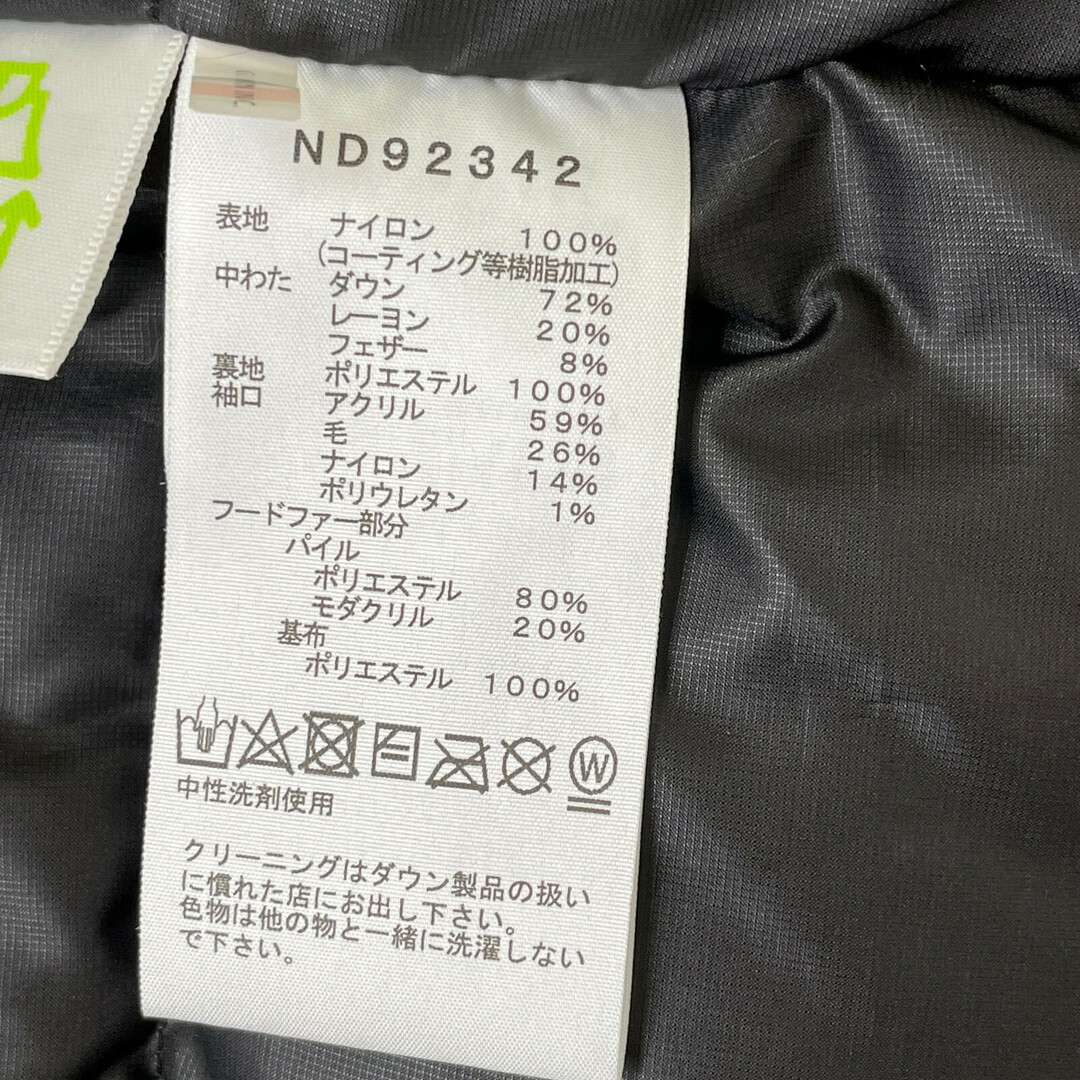 ND92342
表地 ナイロン 100%
(コーティング等樹脂加工)
中わた ダウン 72%
レーヨン 20%
フェザー 8%
裏地 ポリエステル 100%
袖口 アクリル 59%
毛 26%
ナイロン 14%
ポリウレタン 1%
フードファー部分
パイル
ポリエステル 80%
モダクリル 20%
基布
ポリエステル 100%
W
中性洗剤使用
クリーニングはダウン製品の扱い
に慣れた店にお出し下さい。
色物は他の物と一緒に洗濯しない
で下さい。